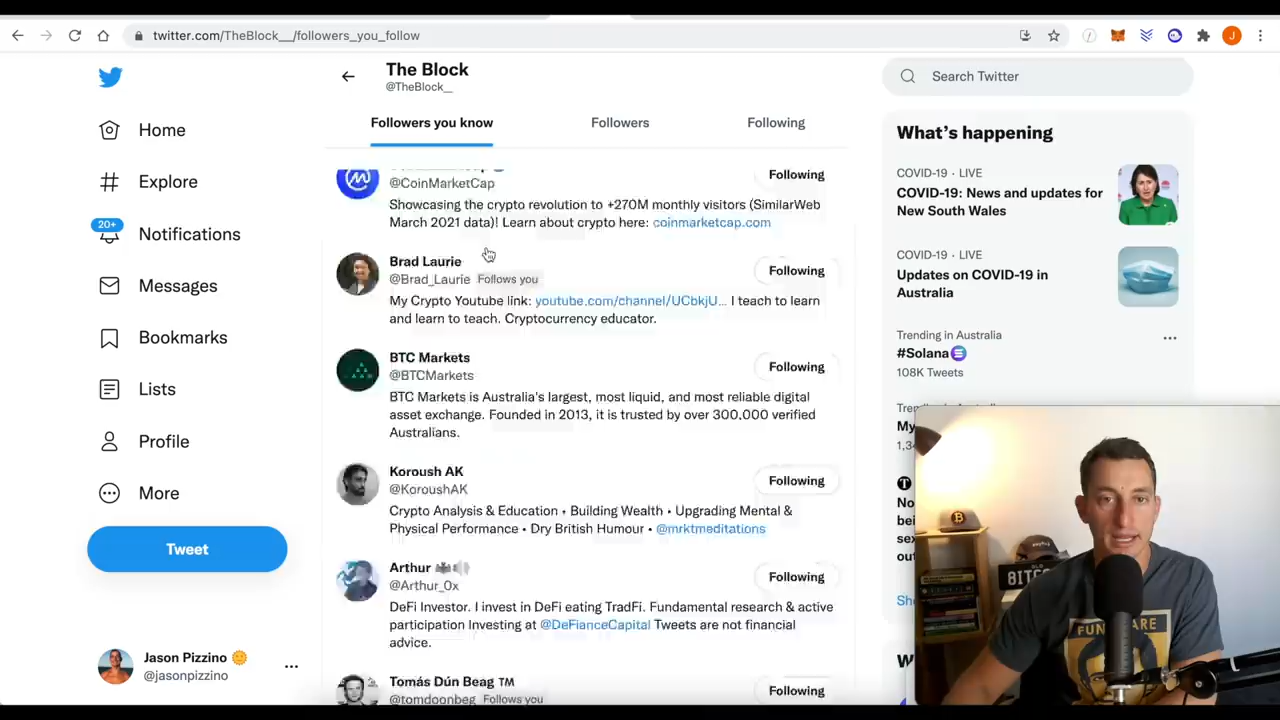 twitter.com/TheBlock__/followers_you_follow
J
The Block
@TheBlock__
Search Twitter
Followers you know
Followers
Following
Home
Explore
20+
Notifications
Messages
Bookmarks
Lists
Profile
More
Tweet
Jason Pizzino
@jasonpizzino
@CoinMarketCap
Following
Showcasing the crypto revolution to +270M monthly visitors (SimilarWeb
March 2021 data)! Learn about crypto here: coinmarketcap.com
Brad Laurie
@Brad_Laurie Follows you
Following
My Crypto Youtube link: youtube.com/channel/UCbkjU... I teach to learn
and learn to teach. Cryptocurrency educator.
BTC Markets
@BTCMarkets
Following
BTC Markets is Australia's largest, most liquid, and most reliable digital
asset exchange. Founded in 2013, it is trusted by over 300,000 verified
Australians.
Koroush AK
@KoroushAK
Following
Crypto Analysis & Education • Building Wealth • Upgrading Mental &
Physical Performance • Dry British Humour • @mrktmeditations
Arthur
@Arthur_0x
Following
DeFi Investor. I invest in DeFi eating TradFi. Fundamental research & active
participation Investing at @DeFianceCapital Tweets are not financial
advice.
Tomás Dún Beag ™
@tomdoonbeg Follows you
Following
What's happening
COVID-19 · LIVE
COVID-19: News and updates for
New South Wales
COVID-19 · LIVE
Updates on COVID-19 in
Australia
Trending in Australia
#Solana
108K Tweets
My
No
bei
sex
out
W
BITC